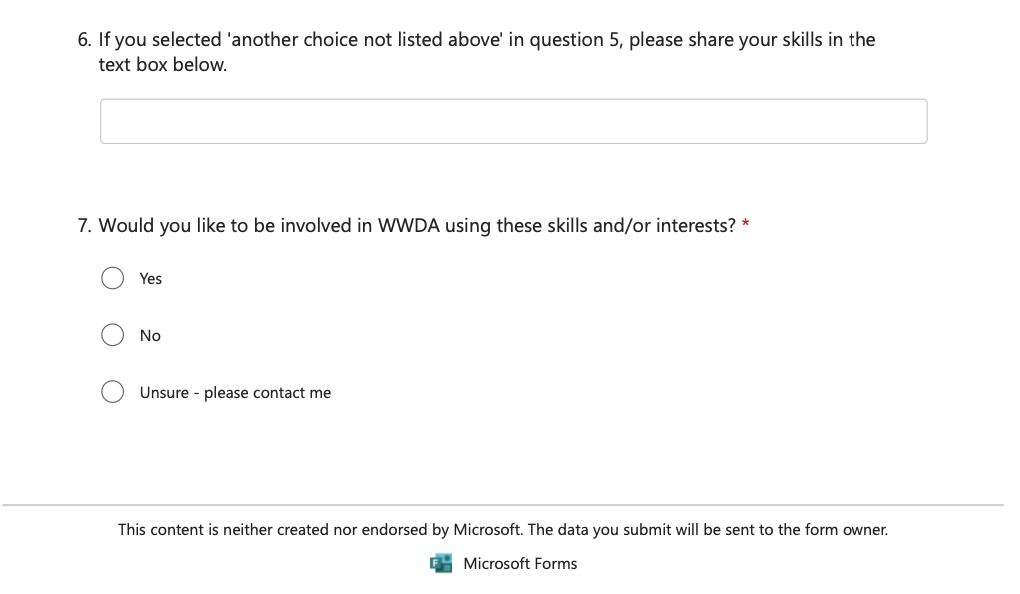 6. If you selected 'another choice not listed above' in question 5, please share your skills in the
text box below.
7. Would you like to be involved in WWDA using these skills and/or interests? *
Yes
No
Unsure - please contact me
This content is neither created nor endorsed by Microsoft. The data you submit will be sent to the form owner.
Microsoft Forms